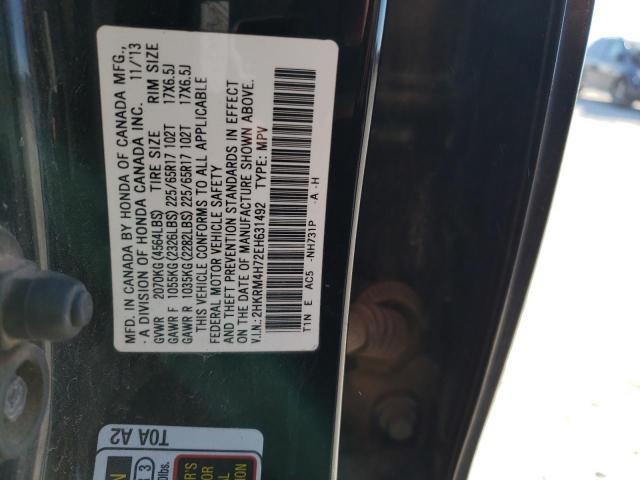 MFD. IN CANADA BY HONDA OF CANADA MFG.,
- A DIVISION OF HONDA CANADA INC. 11/'13
GVWR 2070KG(4564LBS) TIRE SIZE RIM SIZE
GAWR F 1055KG(2326LBS) 225/65R17 102T 17X6.5J
GAWR R 1035KG(2282LBS) 225/65R17 102T 17X6.5J
THIS VEHICLE CONFORMS TO ALL APPLICABLE
FEDERAL MOTOR VEHICLE SAFETY
AND THEFT PREVENTION STANDARDS IN EFFECT
ON THE DATE OF MANUFACTURE SHOWN ABOVE.
V.I.N.: 2HKRM4H72EH631492 TYPE: MPV
T1N E AC5 -NH731P -A -H
T0A A2